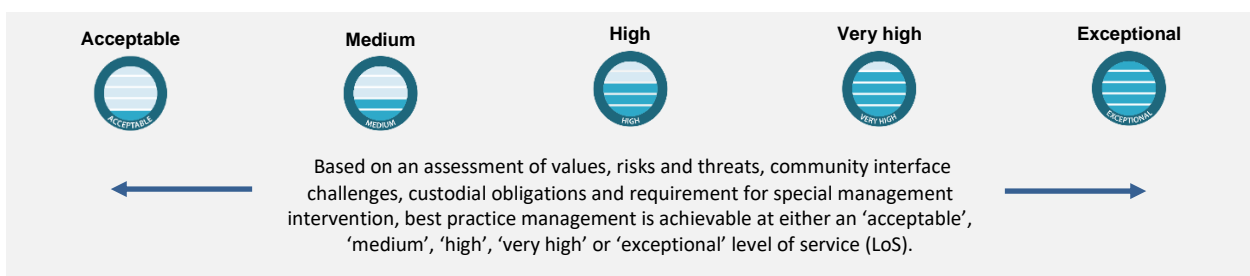 Acceptable Medium High Very high Exceptional
ACCEPTABLE MEDIUM HIGH VERY HIGH EXCEPTIONAL
Based on an assessment of values, risks and threats, community interface
challenges, custodial obligations and requirement for special management
intervention, best practice management is achievable at either an ‘acceptable’,
‘medium’, ‘high’, ‘very high’ or ‘exceptional’ level of service (LoS).